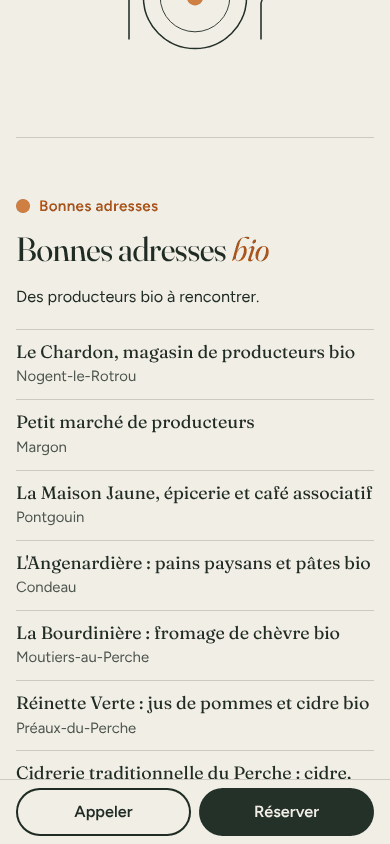 Bonnes adresses
Bonnes adresses bio
Des producteurs bio à rencontrer.
Le Chardon, magasin de producteurs bio
Nogent-le-Rotrou
Petit marché de producteurs
Margon
La Maison Jaune, épicerie et café associatif
Pontgouin
L'Angenardière : pains paysans et pâtes bio
Condeau
La Bourdinière : fromage de chèvre bio
Moutiers-au-Perche
Réinette Verte : jus de pommes et cidre bio
Préaux-du-Perche
Cidrerie traditionnelle du Perche : cidre,
Appeler
Réserver